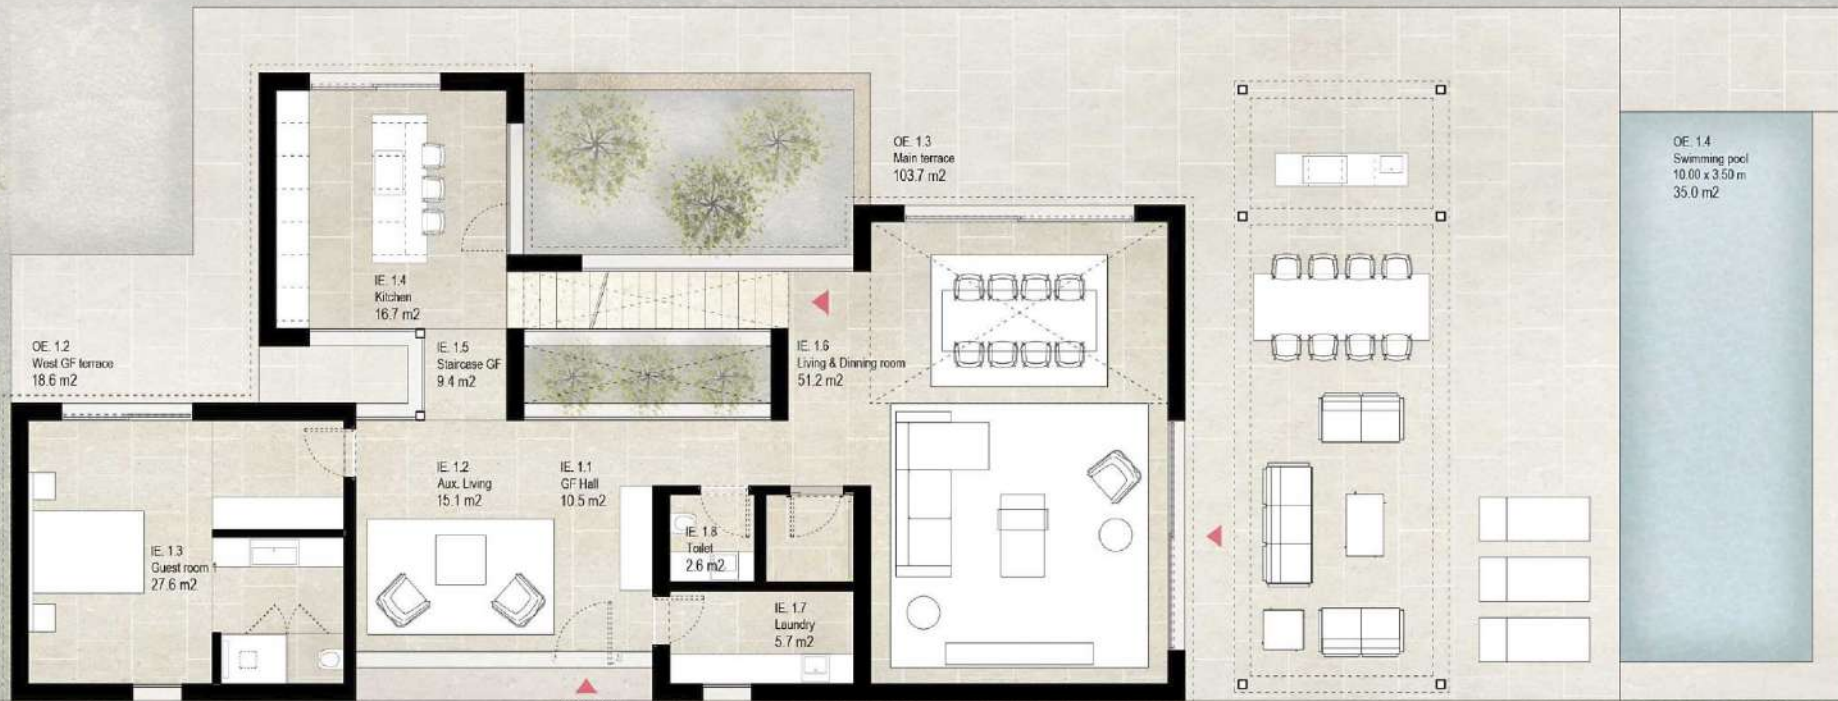 OE. 1.3
Main terrace
103.7 m2
OE. 1.4
Swimming pool
10.00 x 3.50 m
35.0 m2
IE. 1.4
Kitchen
16.7 m2
OE. 1.2
West GF terrace
18.6 m2
IE. 1.5
Staircase GF
9.4 m2
IE. 1.6
Living & Dinning room
51.2 m2
IE. 1.2
Aux. Living
15.1 m2
IE. 1.1
GF Hall
10.5 m2
IE. 1.3
Guest room 1
27.6 m2
IE. 1.8
Toilet
2.6 m2
IE. 1.7
Laundry
5.7 m2